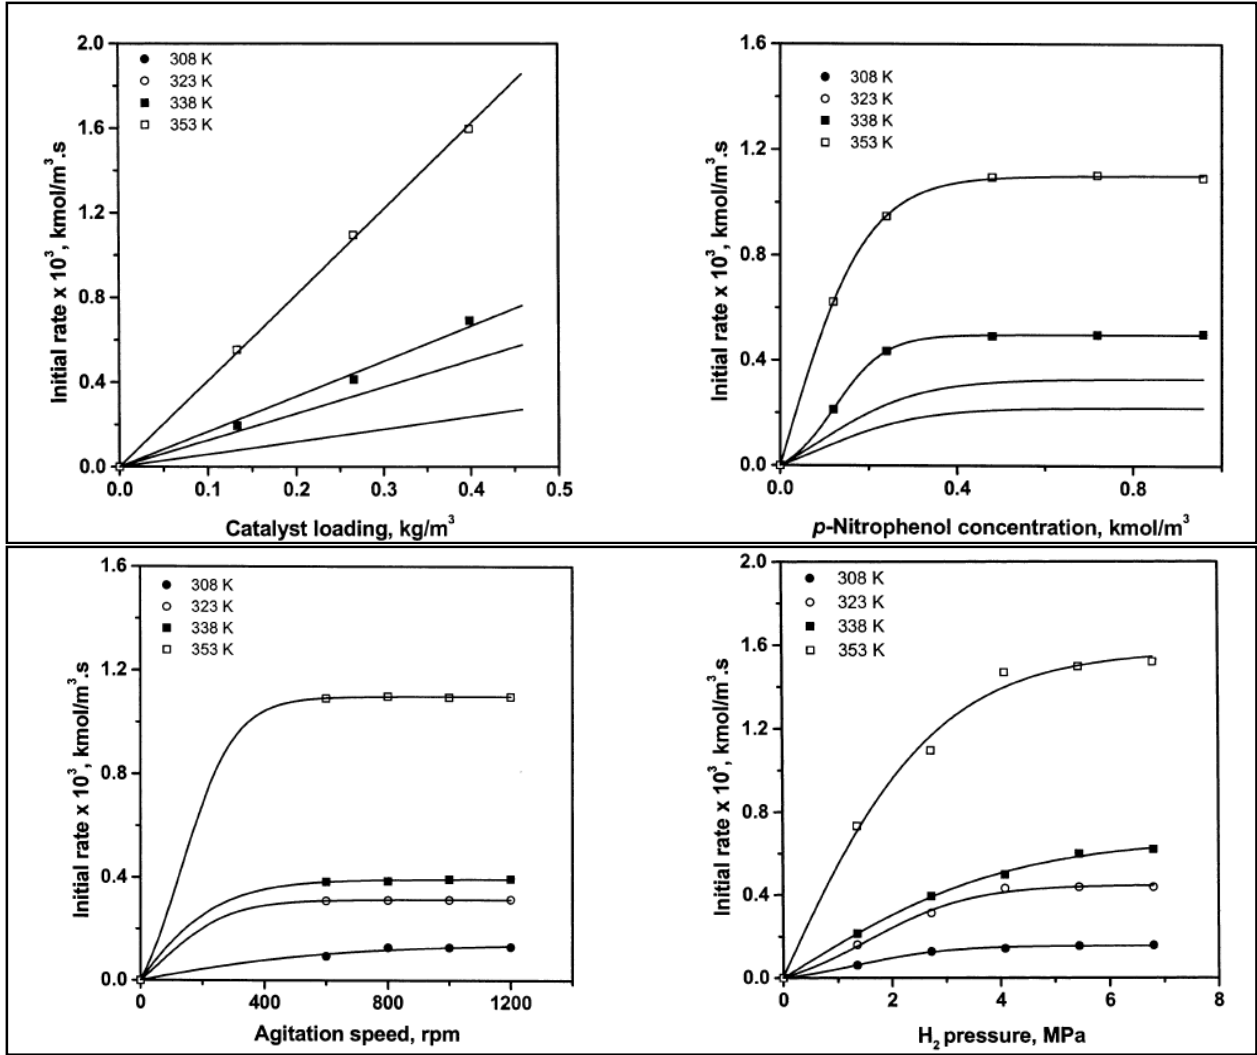 2.0
1.6
1.2
0.8
0.4
0.0
Initial rate x 10³, kmol/m³.s
308 K
323 K
338 K
353 K
0.0 0.1 0.2 0.3 0.4 0.5
Catalyst loading, kg/m³
1.6
1.2
0.8
0.4
0.0
Initial rate x 10³, kmol/m³.s
308 K
323 K
338 K
353 K
0.0 0.4 0.8
p-Nitrophenol concentration, kmol/m³
1.6
1.2
0.8
0.4
0.0
Initial rate x 10³, kmol/m³.s
308 K
323 K
338 K
353 K
0 400 800 1200
Agitation speed, rpm
2.0
1.6
1.2
0.8
0.4
0.0
Initial rate x 10³, kmol/m³.s
308 K
323 K
338 K
353 K
0 2 4 6 8
H₂ pressure, MPa